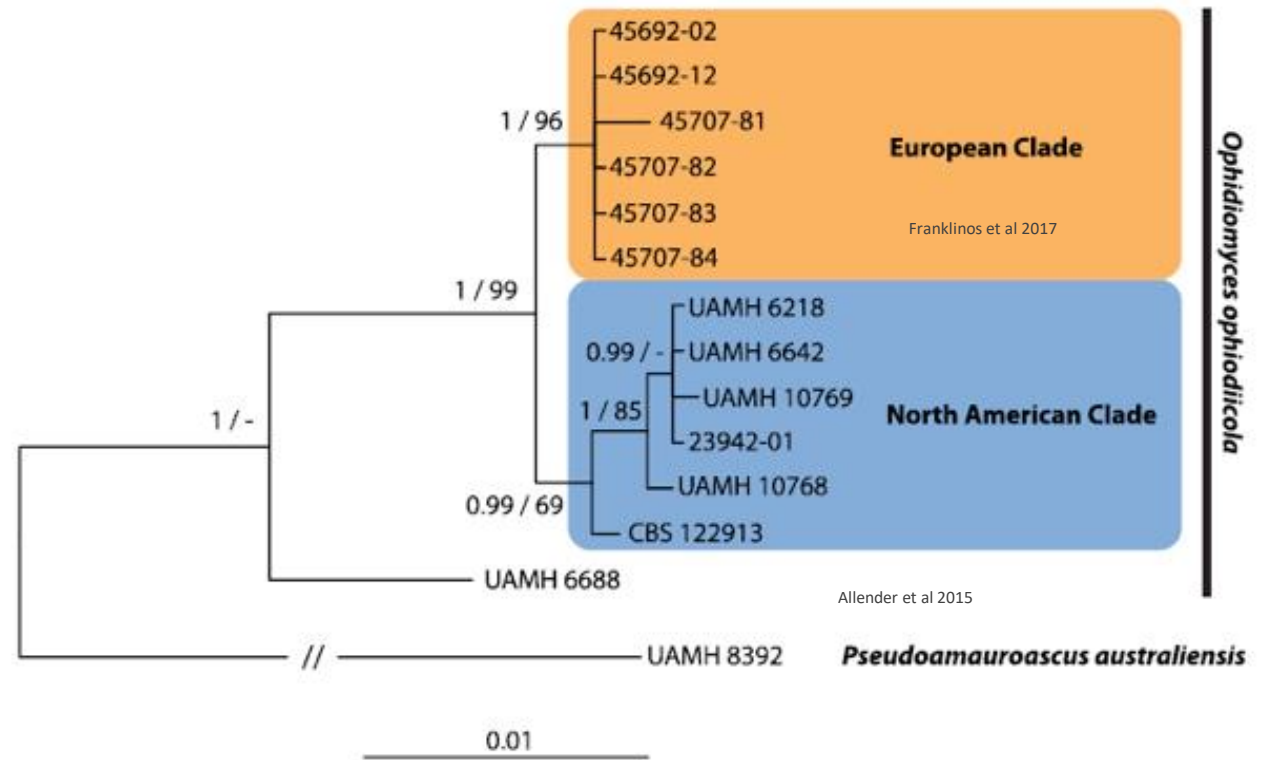 45692-02
45692-12
1 / 96
45707-81
European Clade
45707-82
45707-83
Franklinos et al 2017
45707-84
Ophidiomyces ophiodiicola
1 / 99
UAMH 6218
0.99 / -
UAMH 6642
UAMH 10769
1 / 85
North American Clade
1 / -
23942-01
UAMH 10768
0.99 / 69
CBS 122913
UAMH 6688
Allender et al 2015
//
UAMH 8392
Pseudoamauroascus australiensis
0.01